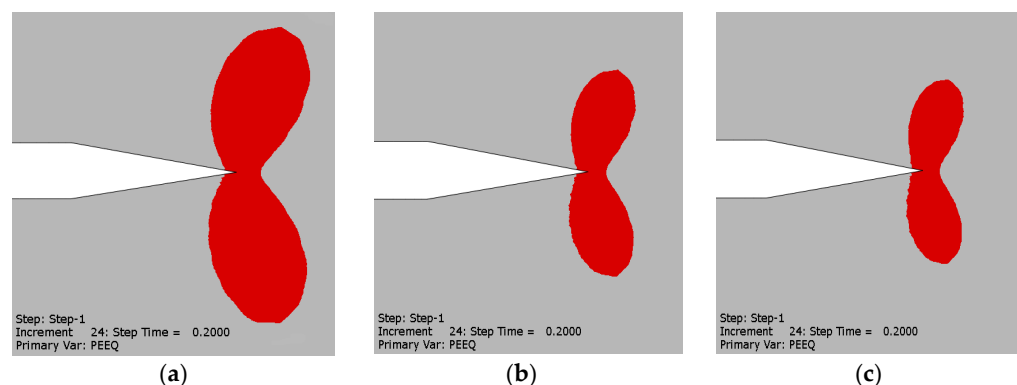 Step: Step-1
Increment 24: Step Time = 0.2000
Primary Var: PEEQ
(a)
Step: Step-1
Increment 24: Step Time = 0.2000
Primary Var: PEEQ
(b)
Step: Step-1
Increment 24: Step Time = 0.2000
Primary Var: PEEQ
(c)